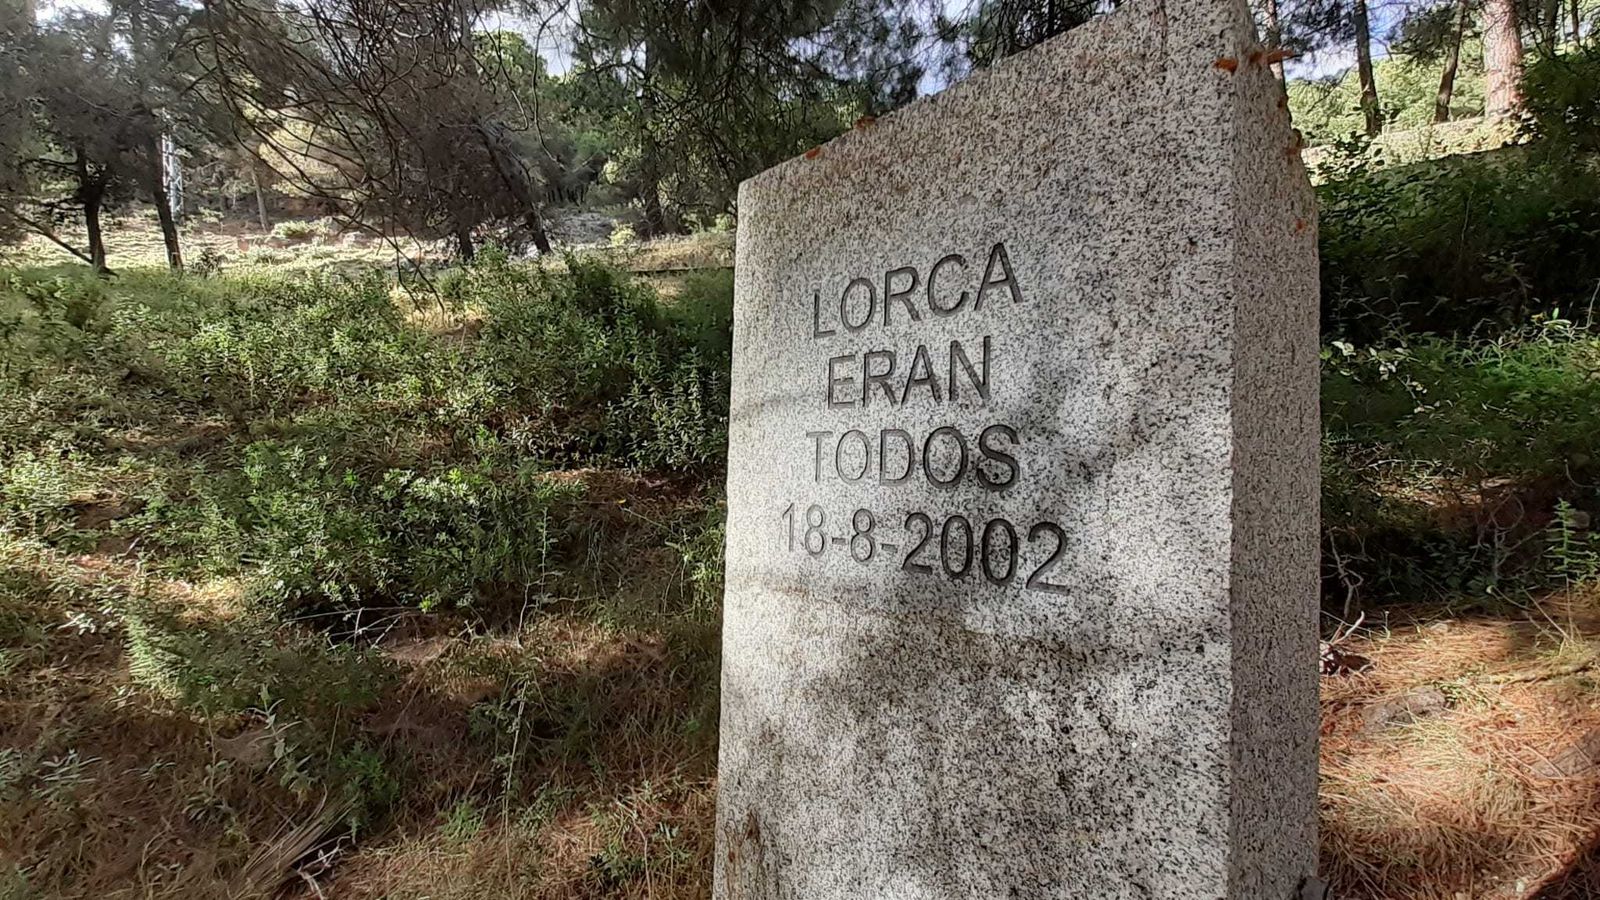 LORCA
ERAN
TODOS
18-8-2002